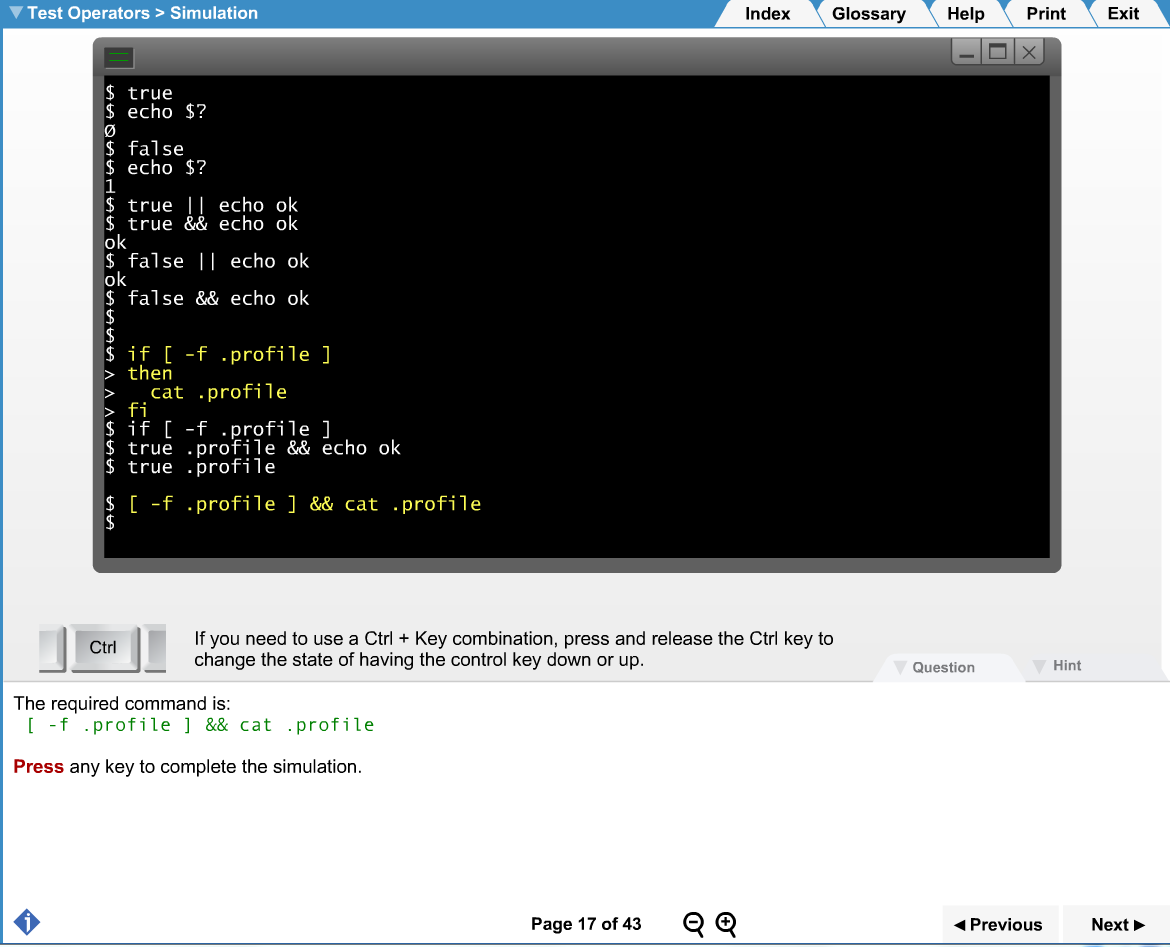 Test Operators > Simulation
Index Glossary Help Print Exit
$ true
$ echo $?
0
$ false
$ echo $?
1
$ true || echo ok
$ true && echo ok
ok
$ false || echo ok
ok
$ false && echo ok
$
$
$ if [ -f .profile ]
> then
>   cat .profile
> fi
$ if [ -f .profile ]
$ true .profile && echo ok
$ true .profile
$ [ -f .profile ] && cat .profile
$
Ctrl
If you need to use a Ctrl + Key combination, press and release the Ctrl key to
change the state of having the control key down or up.
Question Hint
The required command is:
[ -f .profile ] && cat .profile
Press any key to complete the simulation.
i
Page 17 of 43
◀ Previous Next ▶